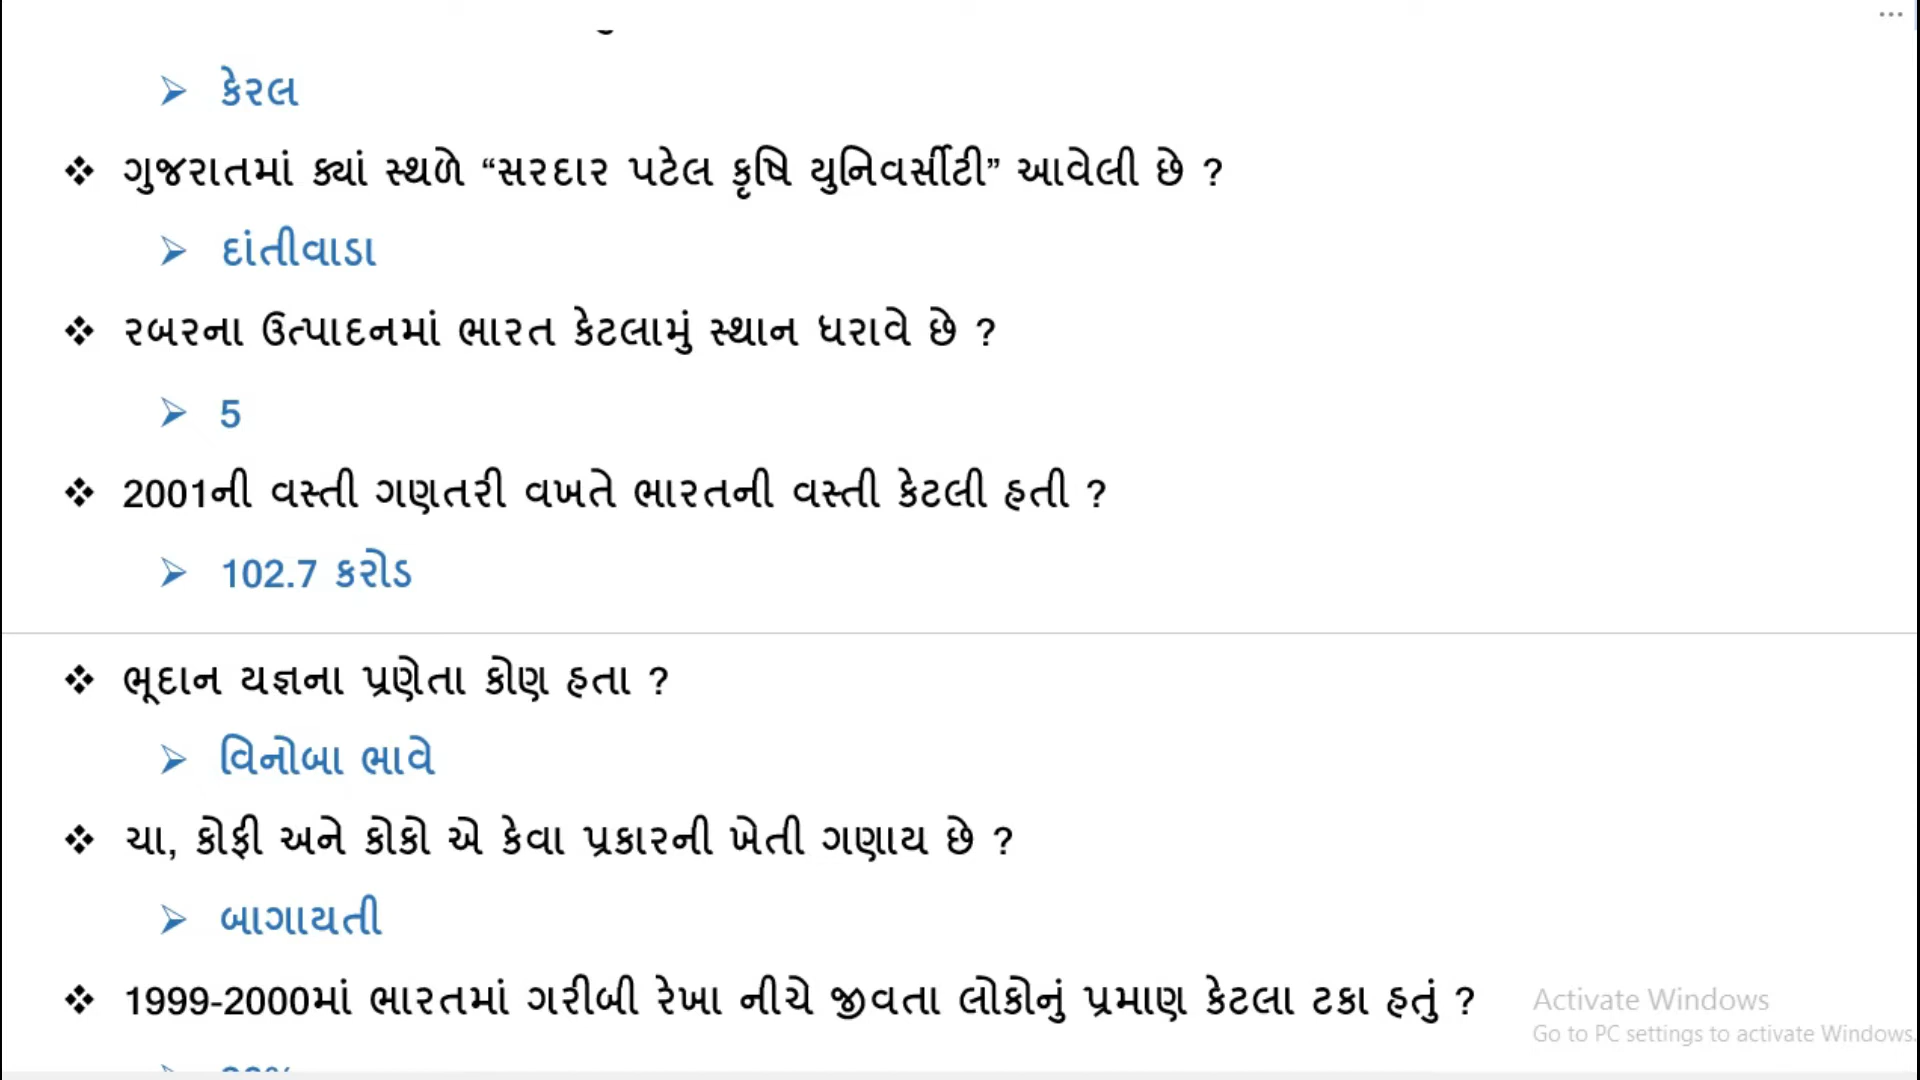 કેરલ
ગુજરાતમાં ક્યાં સ્થળે “સરદાર પટેલ કૃષિ યુનિવર્સીટી” આવેલી છે ?
દાંતીવાડા
રબરના ઉત્પાદનમાં ભારત કેટલામું સ્થાન ધરાવે છે ?
5
2001ની વસ્તી ગણતરી વખતે ભારતની વસ્તી કેટલી હતી ?
102.7 કરોડ
ભૂદાન યજ્ઞના પ્રણેતા કોણ હતા ?
વિનોબા ભાવે
ચા, કોફી અને કોકો એ કેવા પ્રકારની ખેતી ગણાય છે ?
બાગાયતી
1999-2000માં ભારતમાં ગરીબી રેખા નીચે જીવતા લોકોનું પ્રમાણ કેટલા ટકા હતું ?
Activate Windows
Go to PC settings to activate Windows.